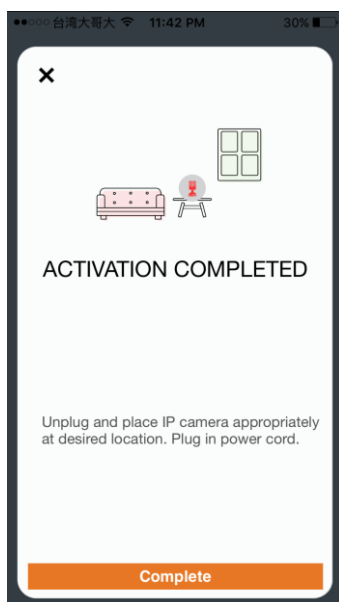 台湾大哥大 11:42 PM 30%
ACTIVATION COMPLETED
Unplug and place IP camera appropriately
at desired location. Plug in power cord.
Complete